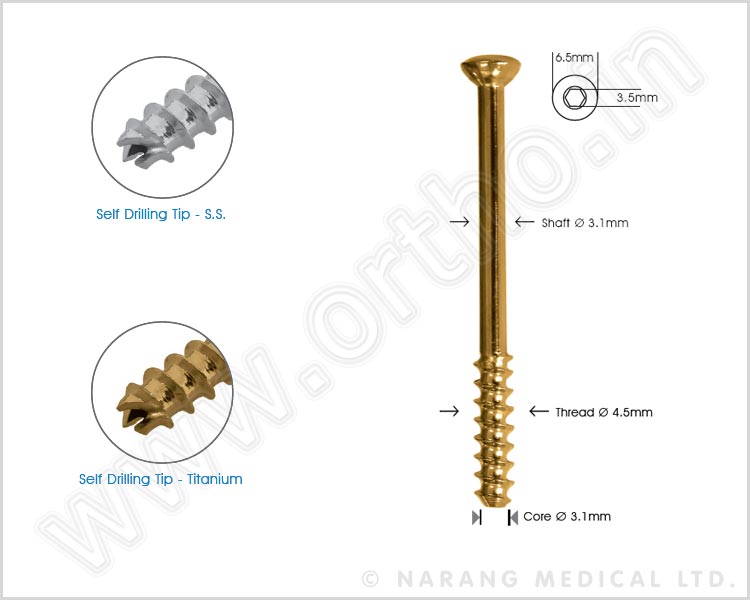 6.5mm
3.5mm
Self Drilling Tip - S.S.
Shaft Ø 3.1mm
Thread Ø 4.5mm
Self Drilling Tip - Titanium
Core Ø 3.1mm
www.ortho.in
© NARANG MEDICAL LTD.